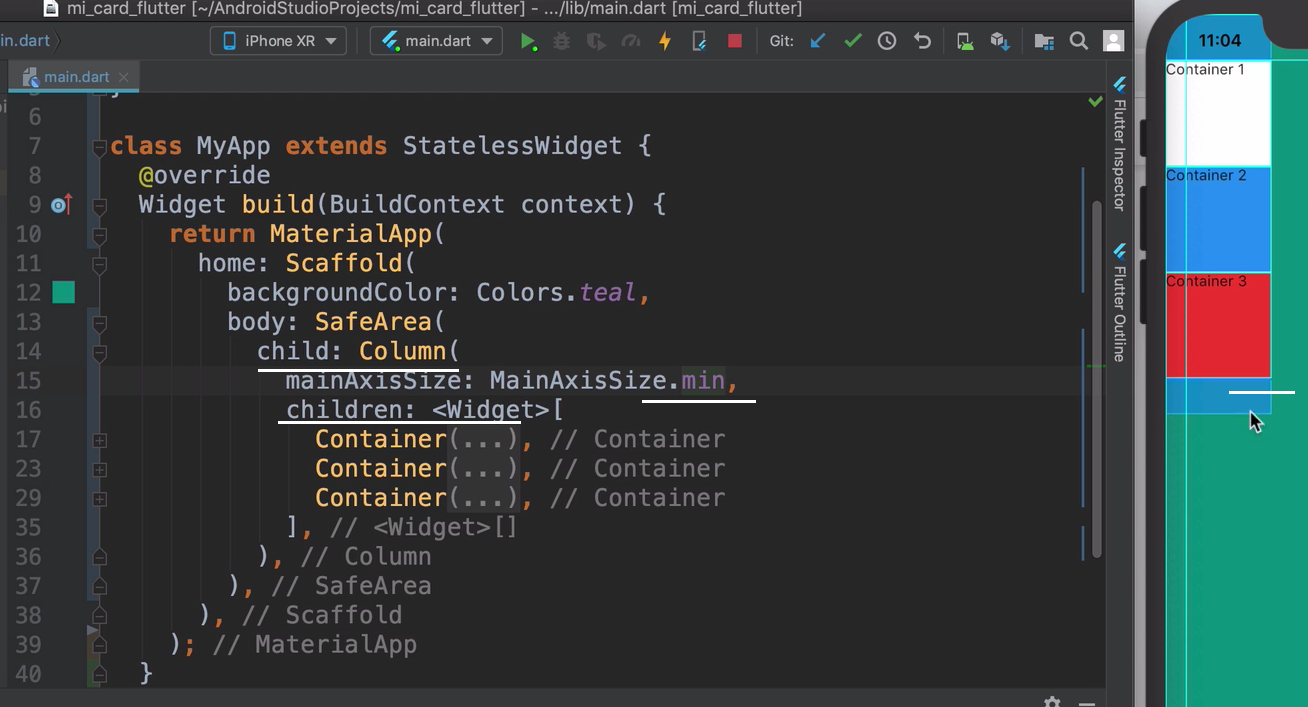 mi_card_flutter [~/AndroidStudioProjects/mi_card_flutter] - .../lib/main.dart [mi_card_flutter]
in.dart
iPhone XR
main.dart
Git:
11:04
main.dart
Container 1
Container 2
Container 3
Flutter Inspector
Flutter Outline
6
7 class MyApp extends StatelessWidget {
8 @override
9 Widget build(BuildContext context) {
10 return MaterialApp(
11 home: Scaffold(
12 backgroundColor: Colors.teal,
13 body: SafeArea(
14 child: Column(
15 mainAxisSize: MainAxisSize.min,
16 children: <Widget>[
17 Container(...), // Container
23 Container(...), // Container
29 Container(...), // Container
35 ], // <Widget>[]
36 ), // Column
37 ), // SafeArea
38 ), // Scaffold
39 ); // MaterialApp
40 }